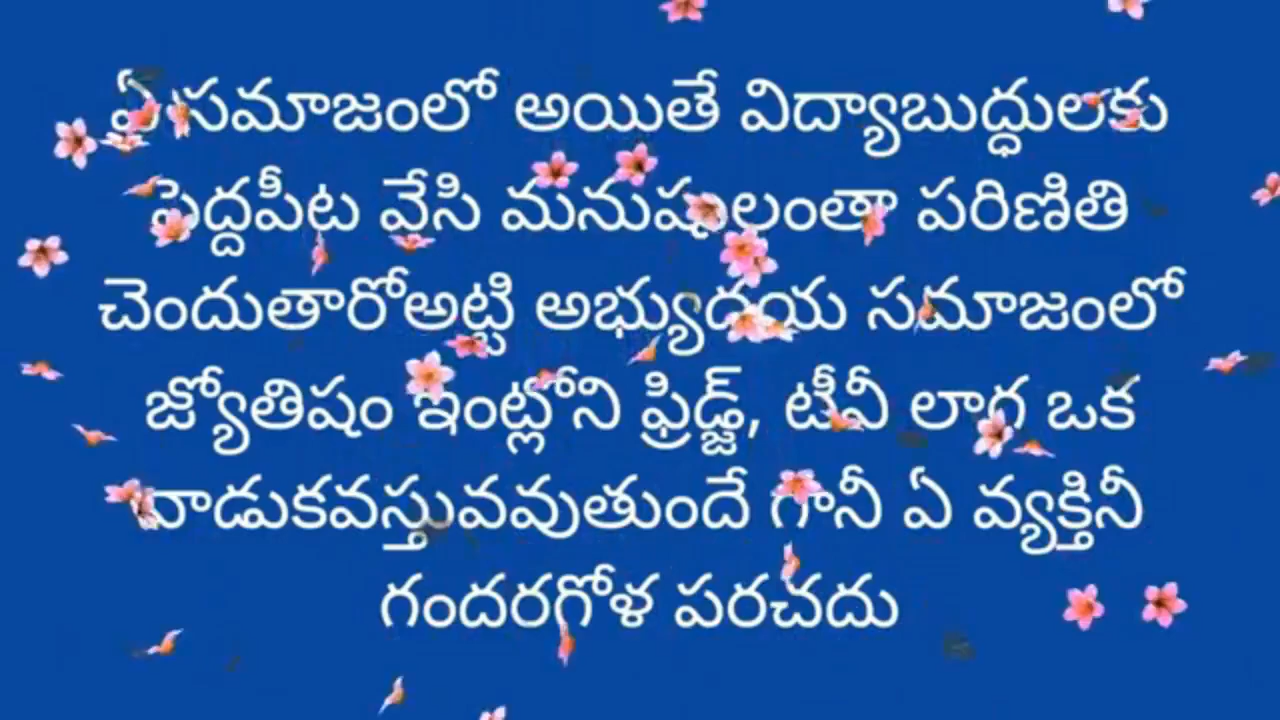 ఏ సమాజంలో అయితే విద్యాబుద్ధులకు
పెద్దపీట వేసి మనుషులంతా పరిణితి
చెందుతారోఅట్టి అభ్యుదయ సమాజంలో
జ్యోతిషం ఇంట్లోని ఫ్రిడ్జ్, టీవీ లాగ ఒక
వాడుకవస్తువవుతుందే గానీ ఏ వ్యక్తినీ
గందరగోళ పరచదు